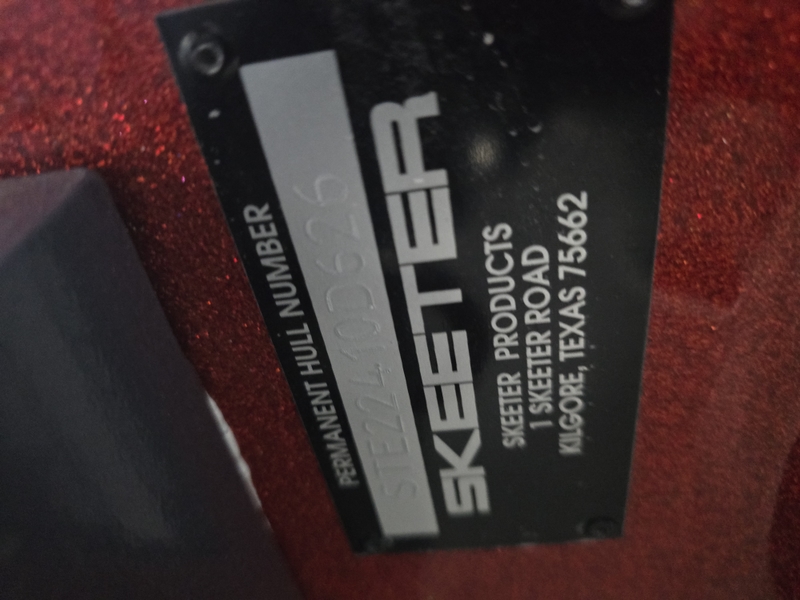 PERMANENT HULL NUMBER
STE22410D626
SKEETER
SKEETER PRODUCTS
1 SKEETER ROAD
KILGORE, TEXAS 75662